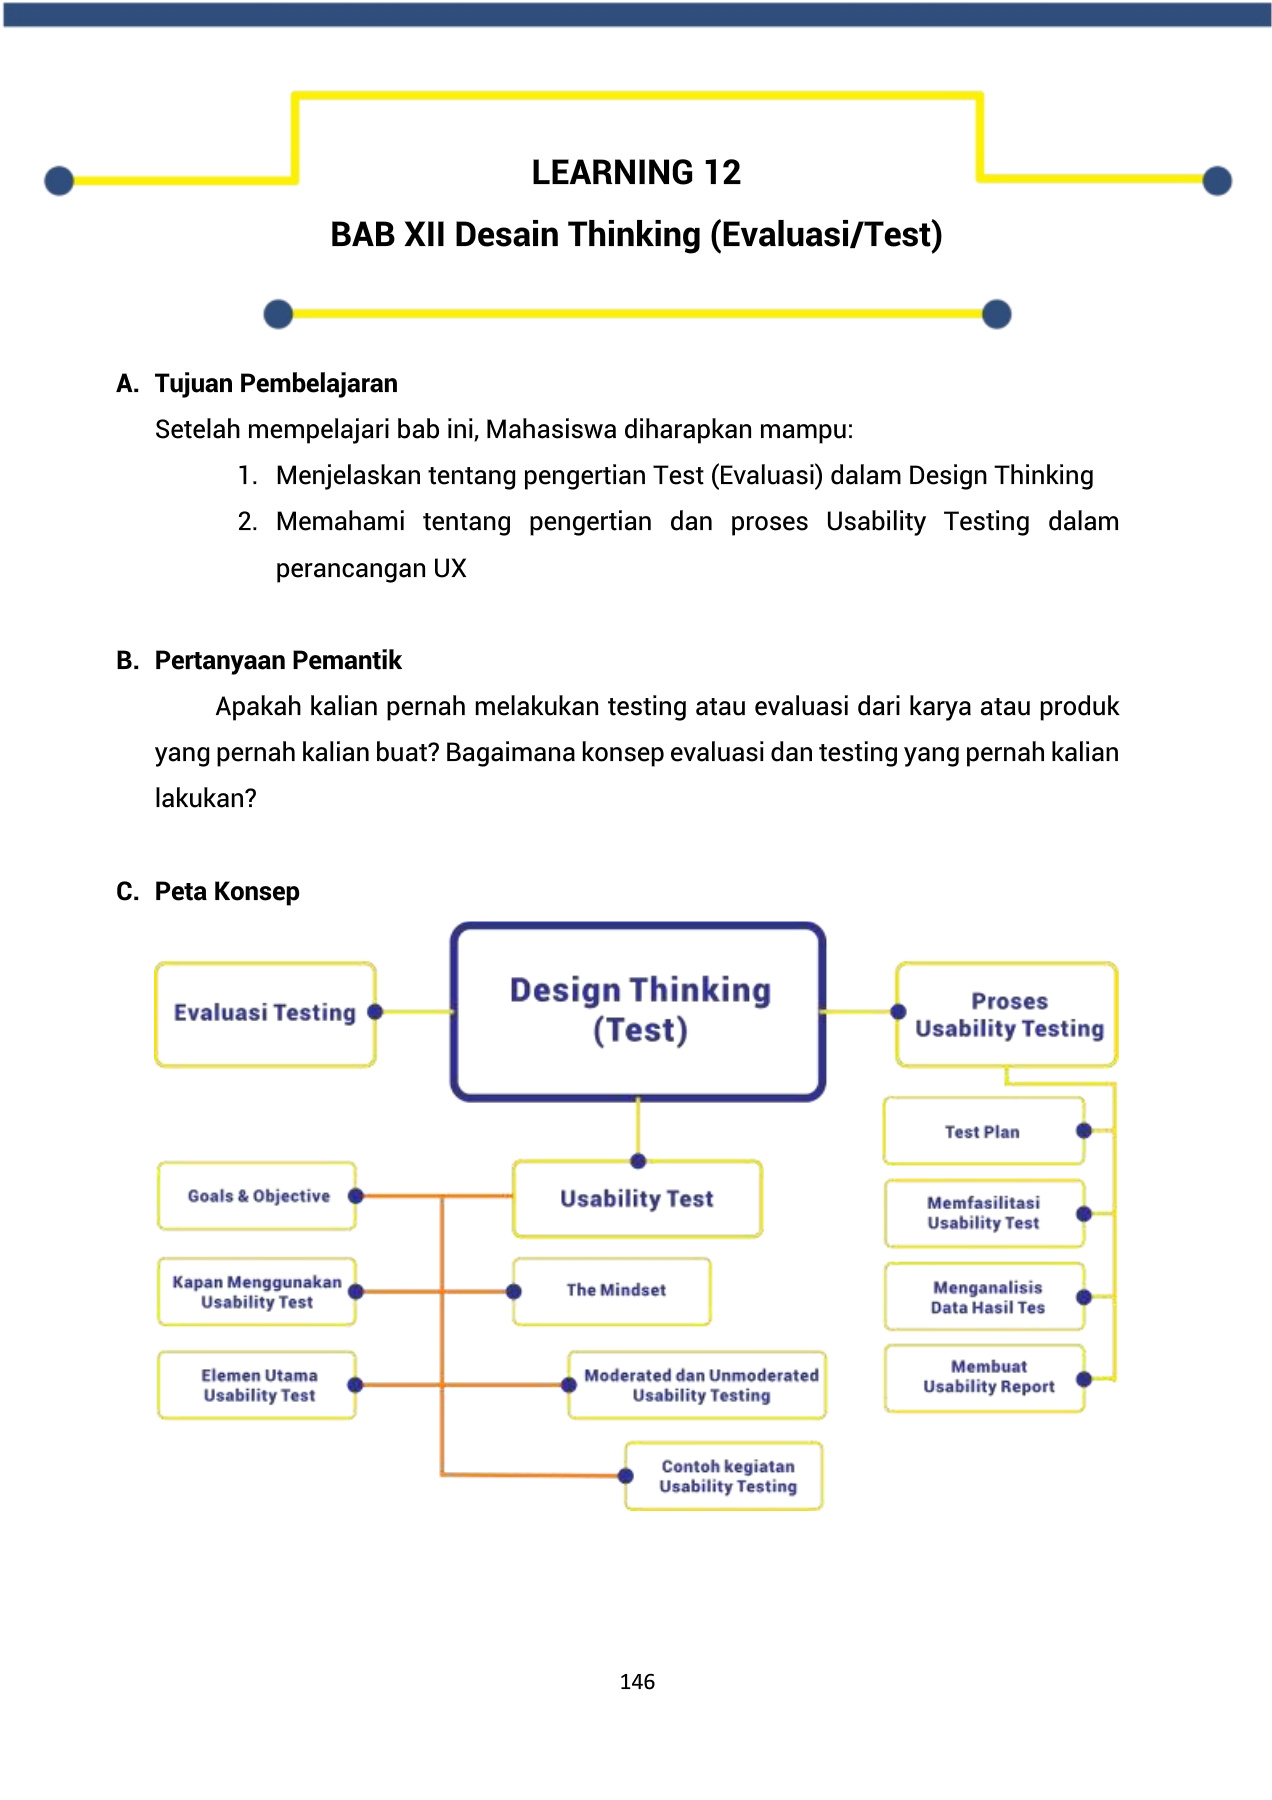 LEARNING 12
BAB XII Desain Thinking (Evaluasi/Test)
A. Tujuan Pembelajaran
Setelah mempelajari bab ini, Mahasiswa diharapkan mampu:
1. Menjelaskan tentang pengertian Test (Evaluasi) dalam Design Thinking
2. Memahami tentang pengertian dan proses Usability Testing dalam
perancangan UX
B. Pertanyaan Pemantik
Apakah kalian pernah melakukan testing atau evaluasi dari karya atau produk
yang pernah kalian buat? Bagaimana konsep evaluasi dan testing yang pernah kalian
lakukan?
C. Peta Konsep
Design Thinking
(Test)
Evaluasi Testing
Proses
Usability Testing
Test Plan
Memfasilitasi
Usability Test
Menganalisis
Data Hasil Tes
Membuat
Usability Report
Usability Test
Goals & Objective
Kapan Menggunakan
Usability Test
The Mindset
Elemen Utama
Usability Test
Moderated dan Unmoderated
Usability Testing
Contoh kegiatan
Usability Testing
146